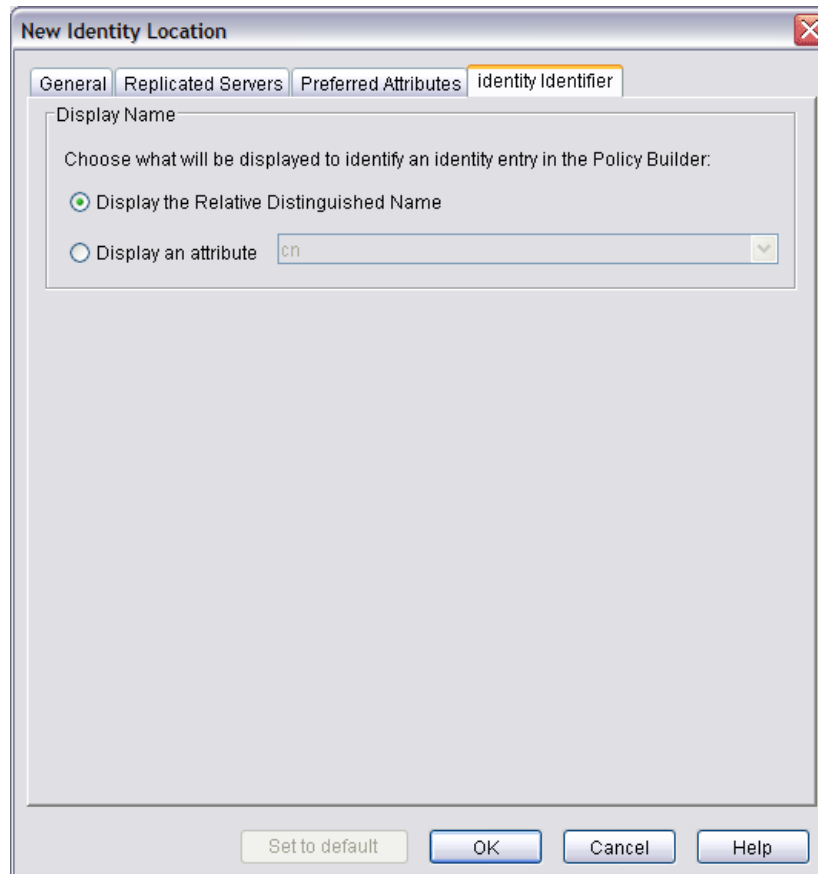 New Identity Location
General Replicated Servers Preferred Attributes identity Identifier
Display Name
Choose what will be displayed to identify an identity entry in the Policy Builder:
Display the Relative Distinguished Name
Display an attribute cn
Set to default OK Cancel Help